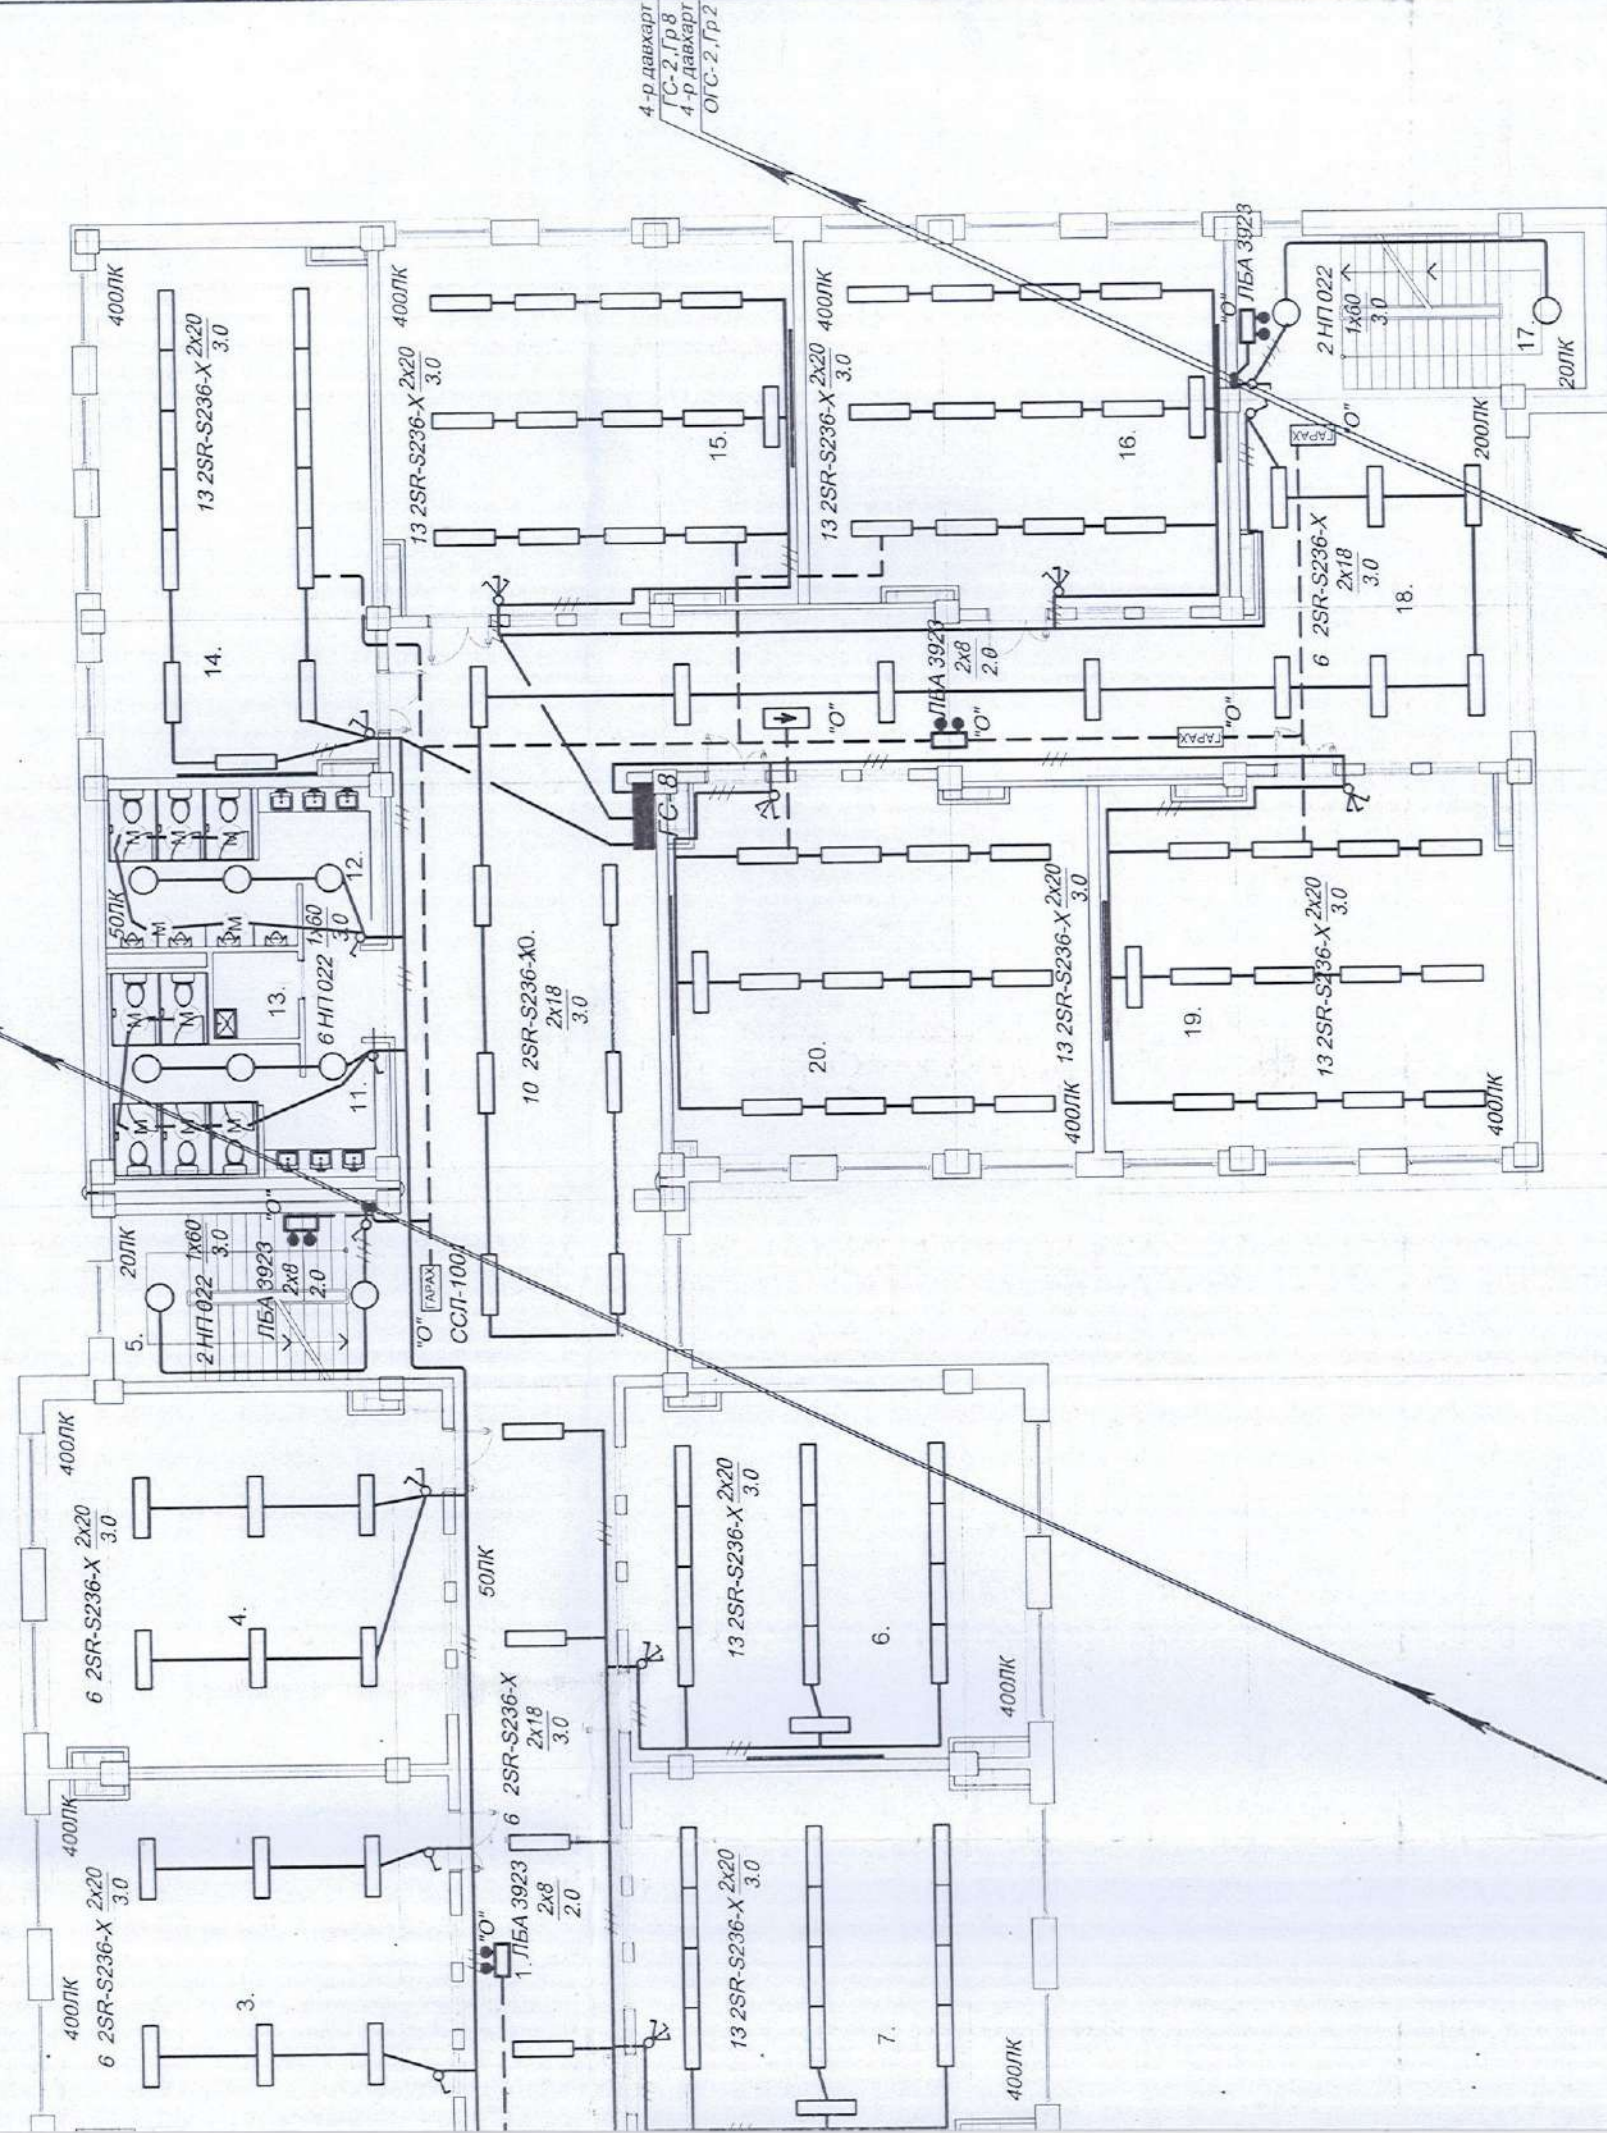 4-р давхарт
ГС-2,Гр 8
4-р давхарт
ОГС-2,Гр2
400ЛК
13 2SR-S236-X 2x20
3.0
14.
400ЛК
13 2SR-S236-X 2x20
3.0
15.
400ЛК
13 2SR-S236-X 2x20
3.0
16.
"О"
ЛБА 3923
2 НП 022
1x60
3.0
17.
20ЛК
ГАРАХ
"О"
200ЛК
6 2SR-S236-X
2x18
3.0
18.
ЛБА 3923
2x8
2.0
"О"
"О"
ГАРАХ
"О"
ГС-8
50ЛК
М
М
М
М
М
12.
1x60
3.0
6 НП 022
13.
М
М
11.
М
М
М
10 2SR-S236-X0.
2x18
3.0
20.
13 2SR-S236-X 2x20
3.0
400ЛК
19.
13 2SR-S236-X 2x20
3.0
400ЛК
20ЛК
5.
2 НП 022
1x60
3.0
ЛБА 3923
2x8
2.0
"О"
"О"
ГАРАХ
ССЛ-100
400ЛК
6 2SR-S236-X 2x20
3.0
4.
50ЛК
6 2SR-S236-X
2x18
3.0
13 2SR-S236-X 2x20
3.0
6.
400ЛК
400ЛК
6 2SR-S236-X 2x20
3.0
3.
400ЛК
"О"
1. ЛБА 3923
2x8
2.0
13 2SR-S236-X 2x20
3.0
7.
400ЛК